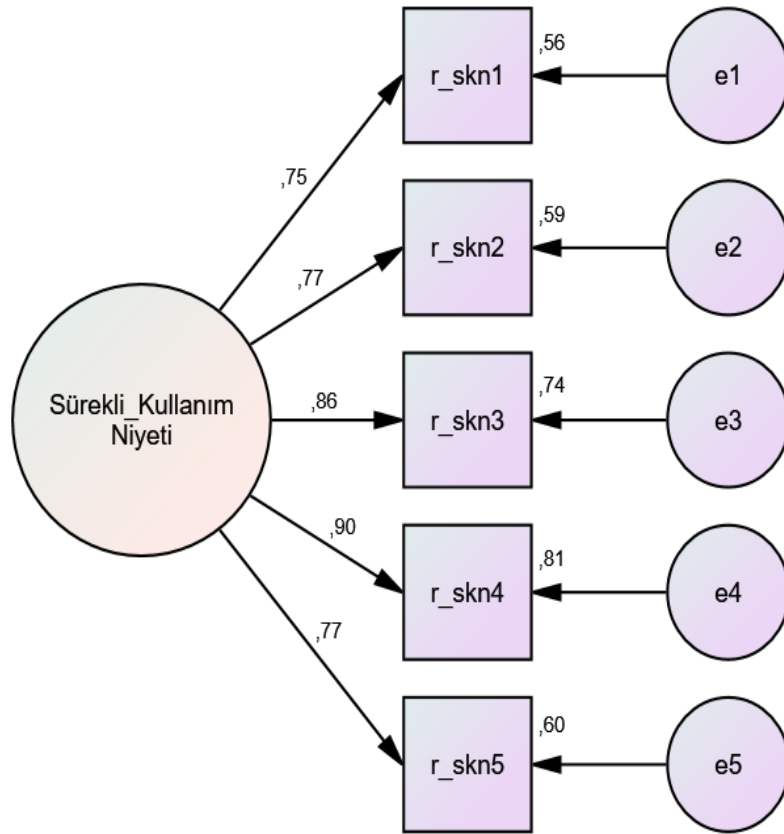 r_skn1
,56
e1
,75
r_skn2
,59
e2
,77
Sürekli_Kullanım
Niyeti
,86
r_skn3
,74
e3
,90
r_skn4
,81
e4
,77
r_skn5
,60
e5